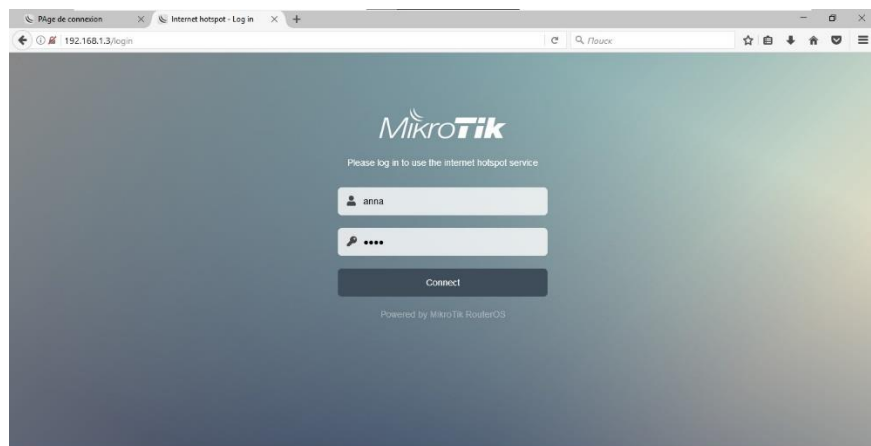 PAge de connexion
Internet hotspot - Log in
192.168.1.3/login
Поиск
MikroTik
Please log in to use the internet hotspot service
anna
••••
Connect
Powered by MikroTik RouterOS